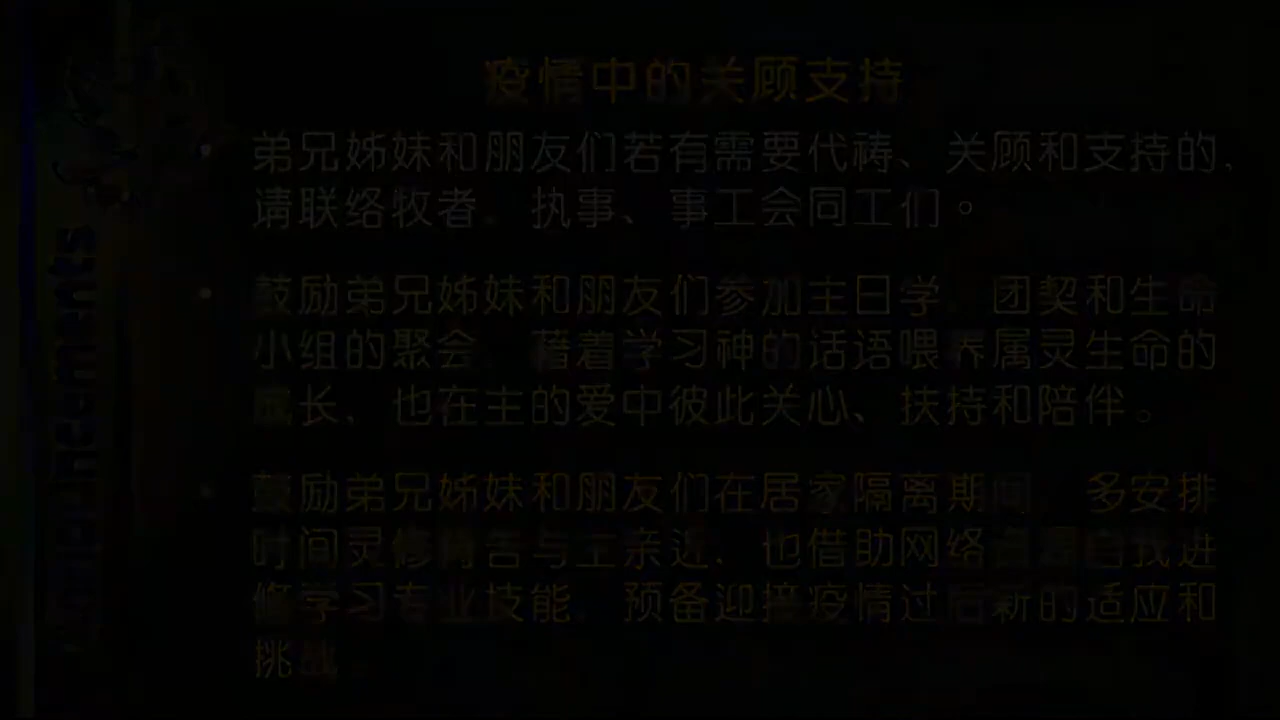 疫情中的关顾支持
弟兄姊妹和朋友们若有需要代祷、关顾和支持的,
请联络牧者、执事、事工会同工们。
鼓励弟兄姊妹和朋友们参加主日学、团契和生命
小组的聚会、藉着学习神的话语喂养属灵生命的
成长, 也在主的爱中彼此关心、扶持和陪伴。
鼓励弟兄姊妹和朋友们在居家隔离期间, 多安排
时间灵修祷告与主亲近, 也借助网络自我进
修学习专业技能, 预备迎接疫情过后新的适应和
挑战。
Announcements